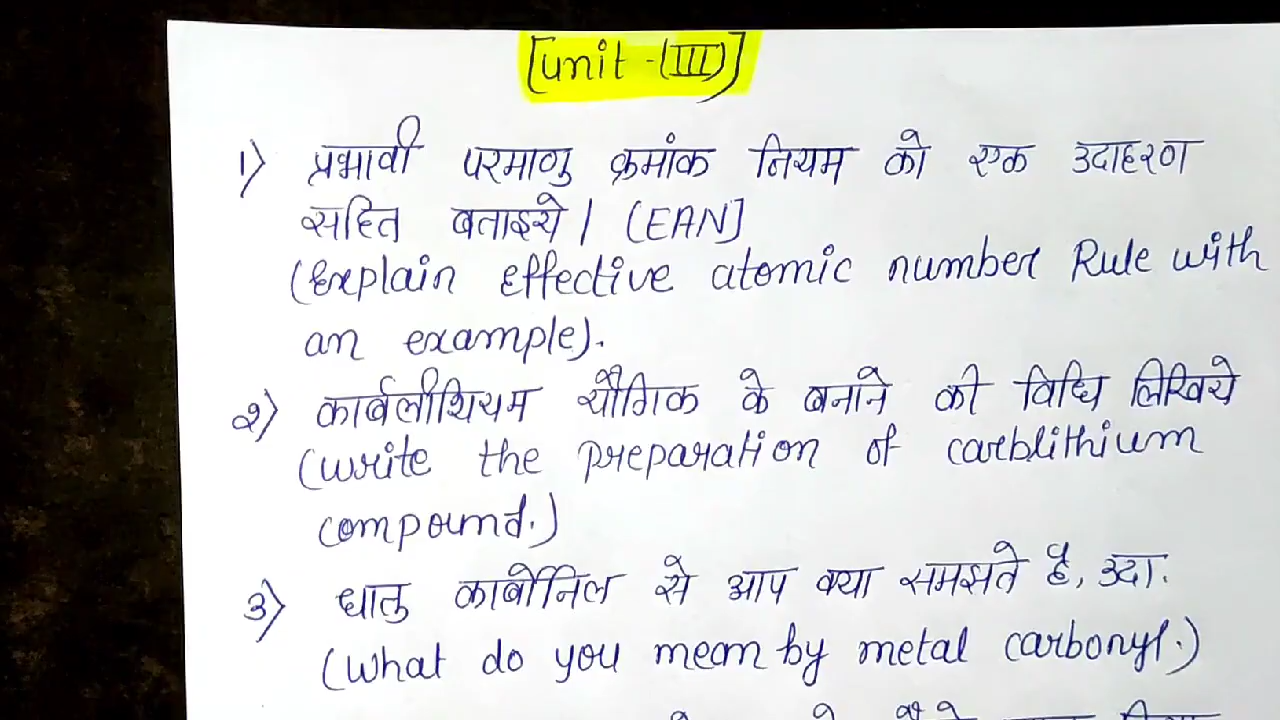 [unit -(III)]
1) प्रभावी परमाणु क्रमांक नियम को एक उदाहरण
सहित बताइये। (EAN]
(Explain effective atomic number Rule with
an example).
२) कार्बलीथियम यौगिक के बनाने की विधि लिखिये
(write the preparation of carblithium
compound.)
३) धातु कार्बोनिल से आप क्या समझते है, उदा.
(What do you mean by metal carbonyl.)